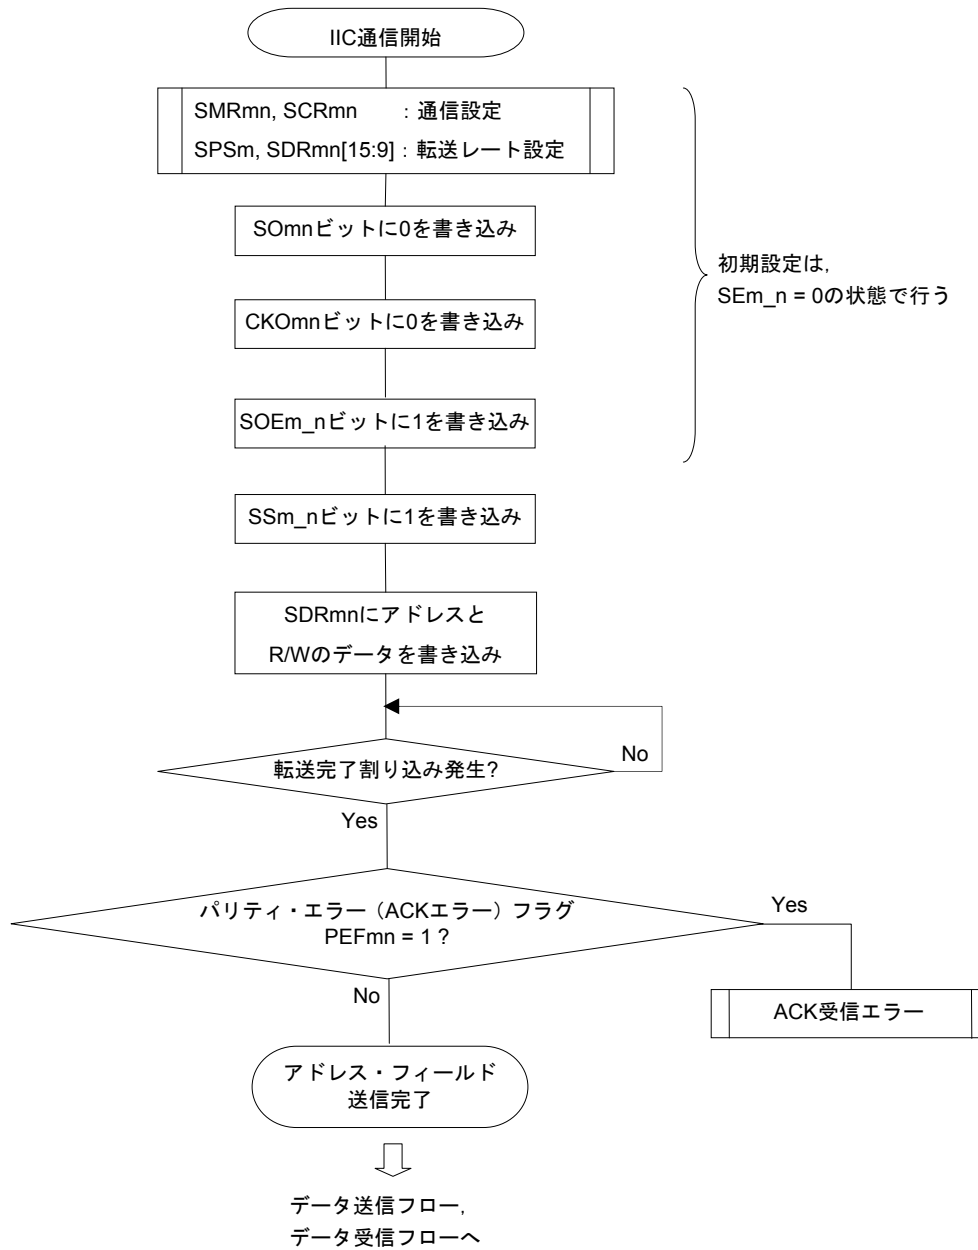 IIC通信開始
SMRmn, SCRmn : 通信設定
SPSm, SDRmn[15:9] : 転送レート設定
SOmnビットに0を書き込み
初期設定は,
SEm_n = 0の状態で行う
CKOmnビットに0を書き込み
SOEm_nビットに1を書き込み
SSm_nビットに1を書き込み
SDRmnにアドレスと
R/Wのデータを書き込み
転送完了割り込み発生?
No
Yes
パリティ・エラー(ACKエラー)フラグ
PEFmn = 1 ?
Yes
No
ACK受信エラー
アドレス・フィールド
送信完了
データ送信フロー,
データ受信フローへ